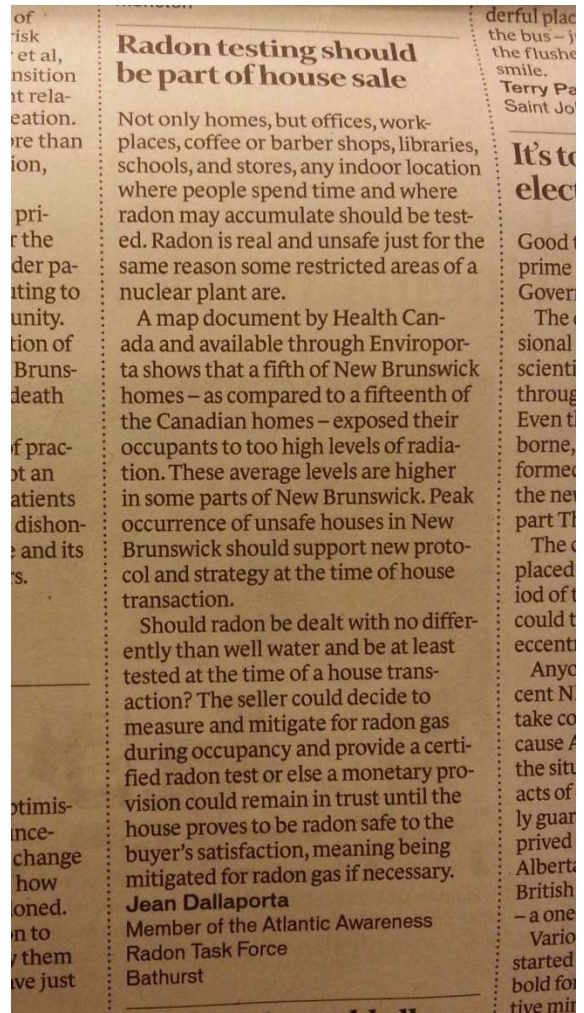 of
risk
et al,
nsition
nt rela-
eation.
ore than
ion,
pri-
r the
der pa-
uting to
unity.
tion of
Bruns-
death
of prac-
ot an
atients
dishon-
e and its
rs.
ptimis-
ance-
change
how
oned.
on to
y them
ve just
Radon testing should
be part of house sale
Not only homes, but offices, work-
places, coffee or barber shops, libraries,
schools, and stores, any indoor location
where people spend time and where
radon may accumulate should be test-
ed. Radon is real and unsafe just for the
same reason some restricted areas of a
nuclear plant are.
A map document by Health Can-
ada and available through Enviropor-
ta shows that a fifth of New Brunswick
homes – as compared to a fifteenth of
the Canadian homes – exposed their
occupants to too high levels of radia-
tion. These average levels are higher
in some parts of New Brunswick. Peak
occurrence of unsafe houses in New
Brunswick should support new proto-
col and strategy at the time of house
transaction.
Should radon be dealt with no differ-
ently than well water and be at least
tested at the time of a house trans-
action? The seller could decide to
measure and mitigate for radon gas
during occupancy and provide a certi-
fied radon test or else a monetary pro-
vision could remain in trust until the
house proves to be radon safe to the
buyer's satisfaction, meaning being
mitigated for radon gas if necessary.
Jean Dallaporta
Member of the Atlantic Awareness
Radon Task Force
Bathurst
derful plac
the bus – j
the flushe
smile.
Terry Pa
Saint Jo
It's to
elect
Good t
prime
Govern
The
sional
scienti
throug
Even t
borne,
formed
the nev
part Th
The c
placed
iod of t
could t
eccent
Anyo
cent N
take co
cause A
the situ
acts of
ly guar
prived
Alberta
British
– a one
Vario
started
bold for
tive min